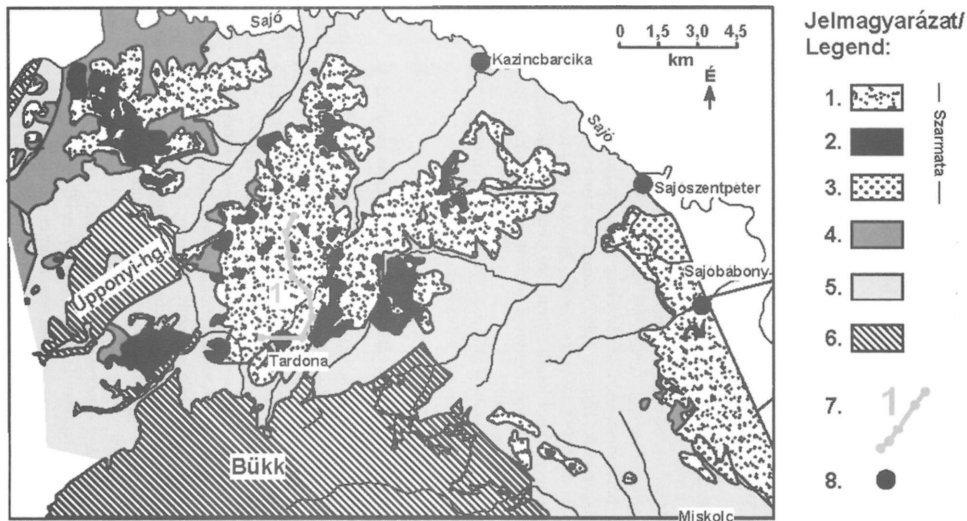 Sajó
Kazincbarcika
0 1,5 3,0 4,5
km
É
Sajó
Sajószentpéter
Sajóbábony
Upponyi-hg.
1
Tardona
Bükk
Miskolc
Jelmagyarázat/
Legend:
1.
2.
3.
Szarmata
4.
5.
6.
7. 1
8.